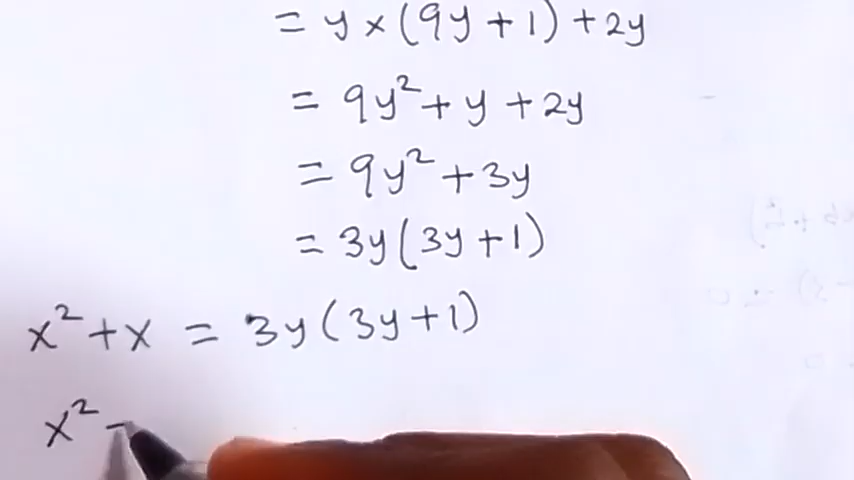 = y × (9y + 1) + 2y
= 9y² + y + 2y
= 9y² + 3y
= 3y(3y + 1)
x² + x = 3y(3y + 1)
x² -